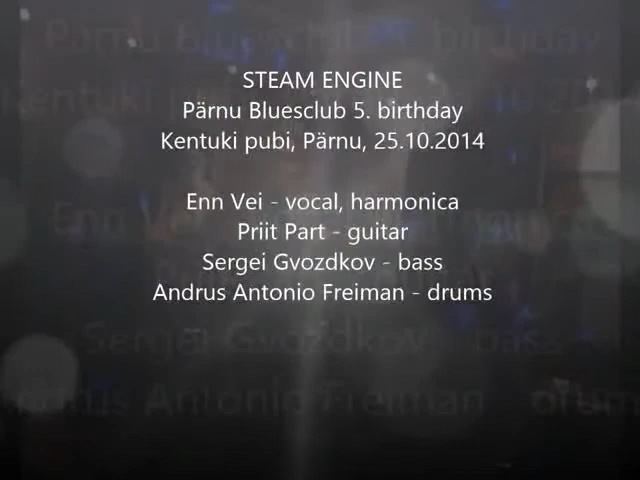 STEAM ENGINE
Pärnu Bluesclub 5. birthday
Kentuki pubi, Pärnu, 25.10.2014
Enn Vei - vocal, harmonica
Priit Part - guitar
Sergei Gvozdkov - bass
Andrus Antonio Freiman - drums